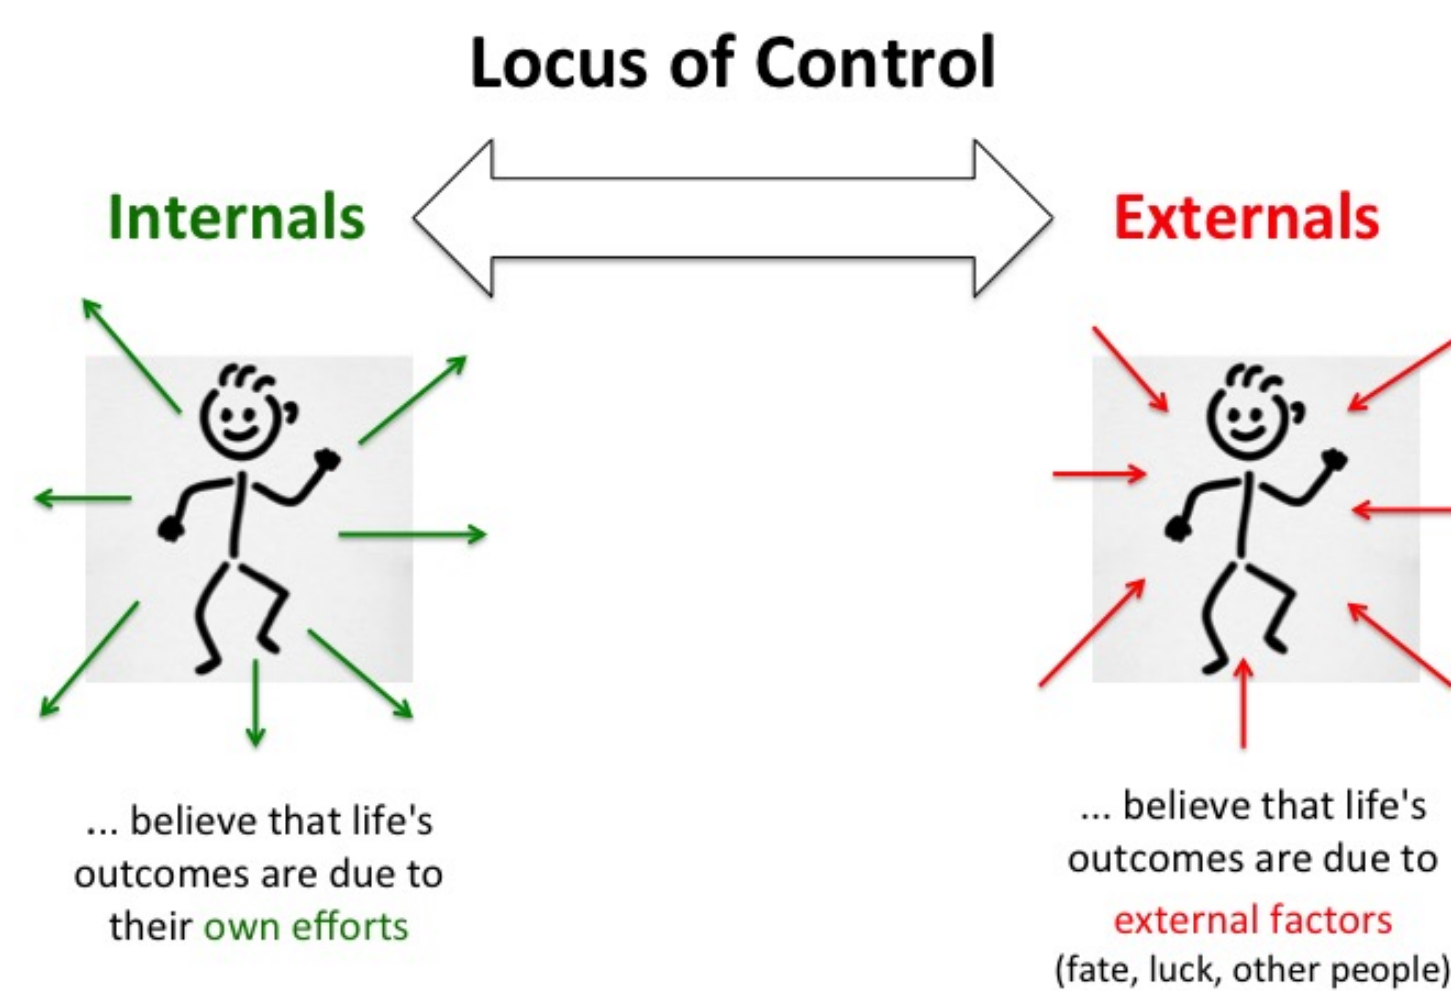 Locus of Control
Internals
Externals
... believe that life's
outcomes are due to
their own efforts
... believe that life's
outcomes are due to
external factors
(fate, luck, other people)